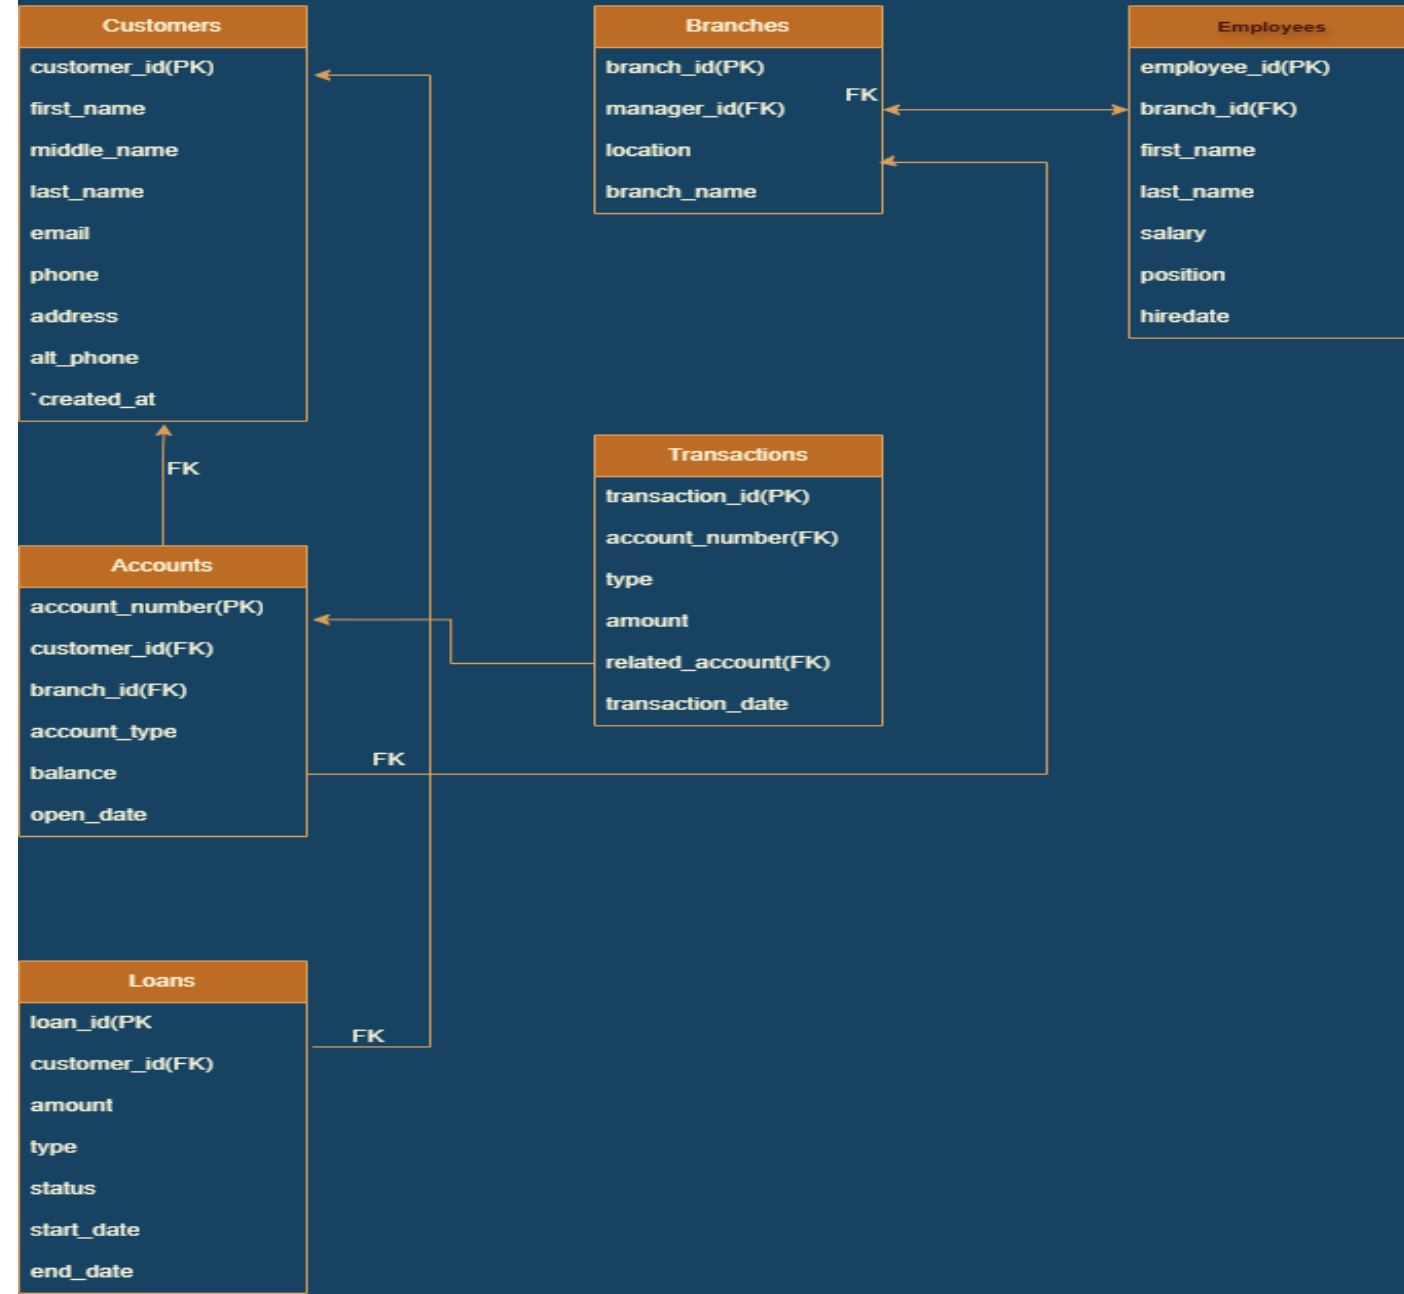 Customers
customer_id(PK)
first_name
middle_name
last_name
email
phone
address
alt_phone
`created_at
FK
Branches
branch_id(PK)
manager_id(FK)
FK
location
branch_name
Employees
employee_id(PK)
branch_id(FK)
first_name
last_name
salary
position
hiredate
Accounts
account_number(PK)
customer_id(FK)
branch_id(FK)
account_type
balance
open_date
FK
Transactions
transaction_id(PK)
account_number(FK)
type
amount
related_account(FK)
transaction_date
Loans
loan_id(PK
customer_id(FK)
amount
type
status
start_date
end_date
FK